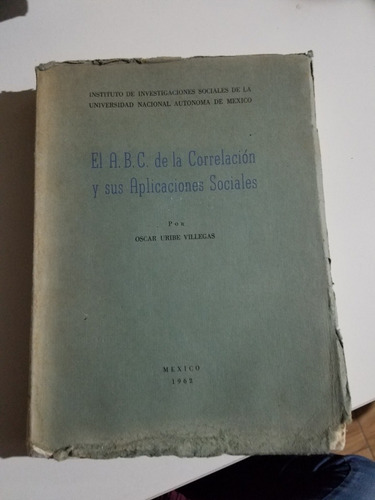 INSTITUTO DE INVESTIGACIONES SOCIALES DE LA
UNIVERSIDAD NACIONAL AUTONOMA DE MEXICO
El A.B.C. de la Correlación
y sus Aplicaciones Sociales
Por
OSCAR URIBE VILLEGAS
MEXICO
1962